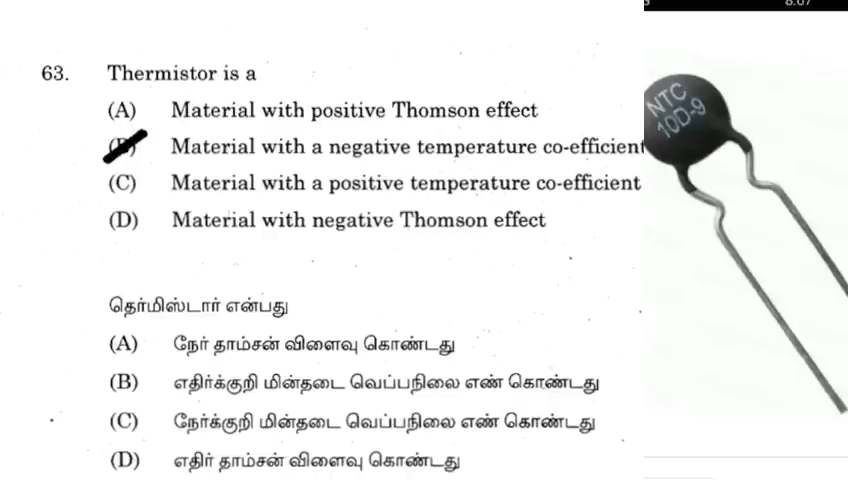 8:07
63. Thermistor is a
(A) Material with positive Thomson effect
(B) Material with a negative temperature co-efficient
(C) Material with a positive temperature co-efficient
(D) Material with negative Thomson effect
தெர்மிஸ்டார் என்பது
(A) நேர் தாம்சன் விளைவு கொண்டது
(B) எதிர்க்குறி மின்தடை வெப்பநிலை எண் கொண்டது
(C) நேர்க்குறி மின்தடை வெப்பநிலை எண் கொண்டது
(D) எதிர் தாம்சன் விளைவு கொண்டது
NTC
10D-9